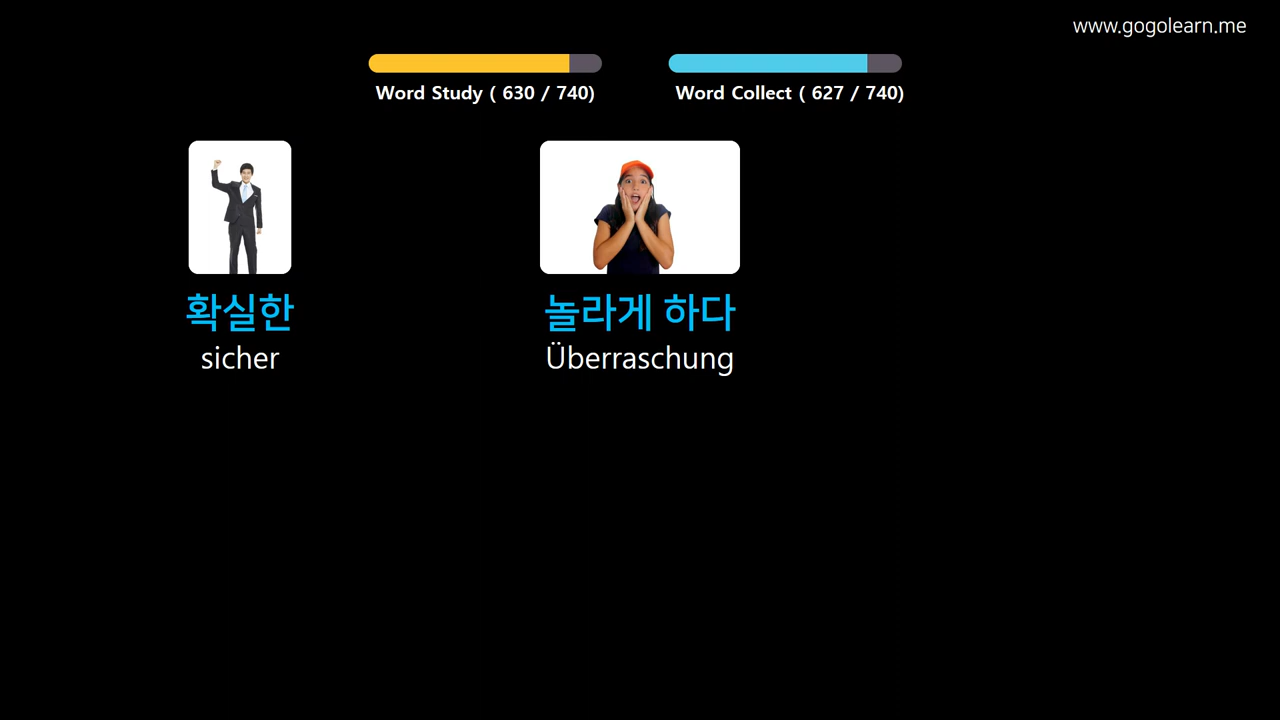 www.gogolearn.me
Word Study ( 630 / 740)
Word Collect ( 627 / 740)
확실한
sicher
놀라게 하다
Überraschung